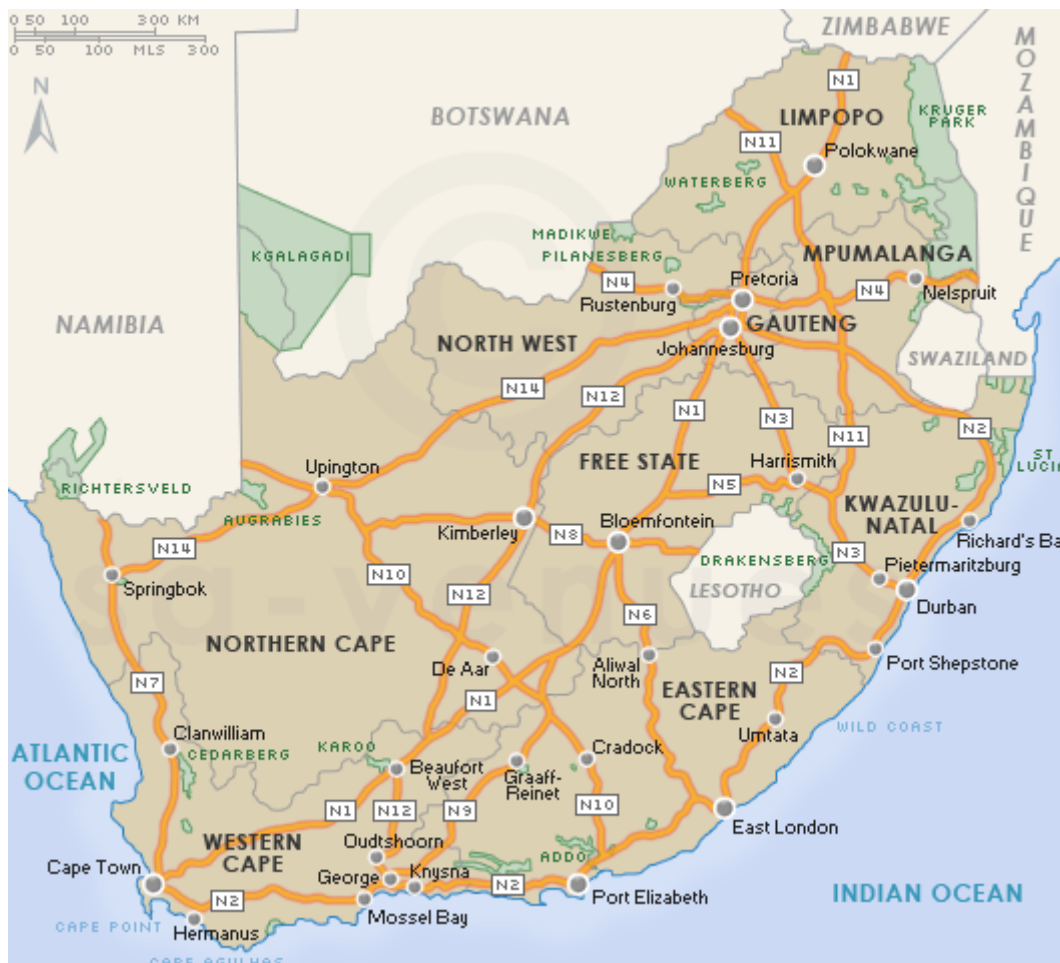 0 50 100 300 KM
0 50 100 MLS 300
N
ZIMBABWE
MOZAMBIQUE
BOTSWANA
NAMIBIA
N1
LIMPOPO
KRUGER
PARK
N11
Polokwane
WATERBERG
MADIKWE
PILANESBERG
KGALAGADI
MPUMALANGA
N4
Rustenburg
Pretoria
N4
Nelspruit
GAUTENG
NORTH WEST
Johannesburg
SWAZILAND
N14
N12
N1
N3
N11
N2
FREE STATE
Harrismith
ST
LUCIA
Upington
RICHTERSVELD
AUGRABIES
N5
KWAZULU-
NATAL
Kimberley
N8
Bloemfontein
Richard's Ba
N14
DRAKENSBERG
N3
Pietermaritzburg
Springbok
N10
LESOTHO
Durban
N12
N6
sa-venues
NORTHERN CAPE
De Aar
Aliwal
North
Port Shepstone
N7
N1
EASTERN
CAPE
N2
Umtata
WILD COAST
Clanwilliam
CEDARBERG
KAROO
Cradock
ATLANTIC
OCEAN
Beaufort
West
Graaff-
Reinet
N1
N12
N9
N10
East London
WESTERN
CAPE
Oudtshoorn
ADDO
Cape Town
George
Knysna
N2
N2
Port Elizabeth
INDIAN OCEAN
Mossel Bay
CAPE POINT
Hermanus
CAPE AGULHAS